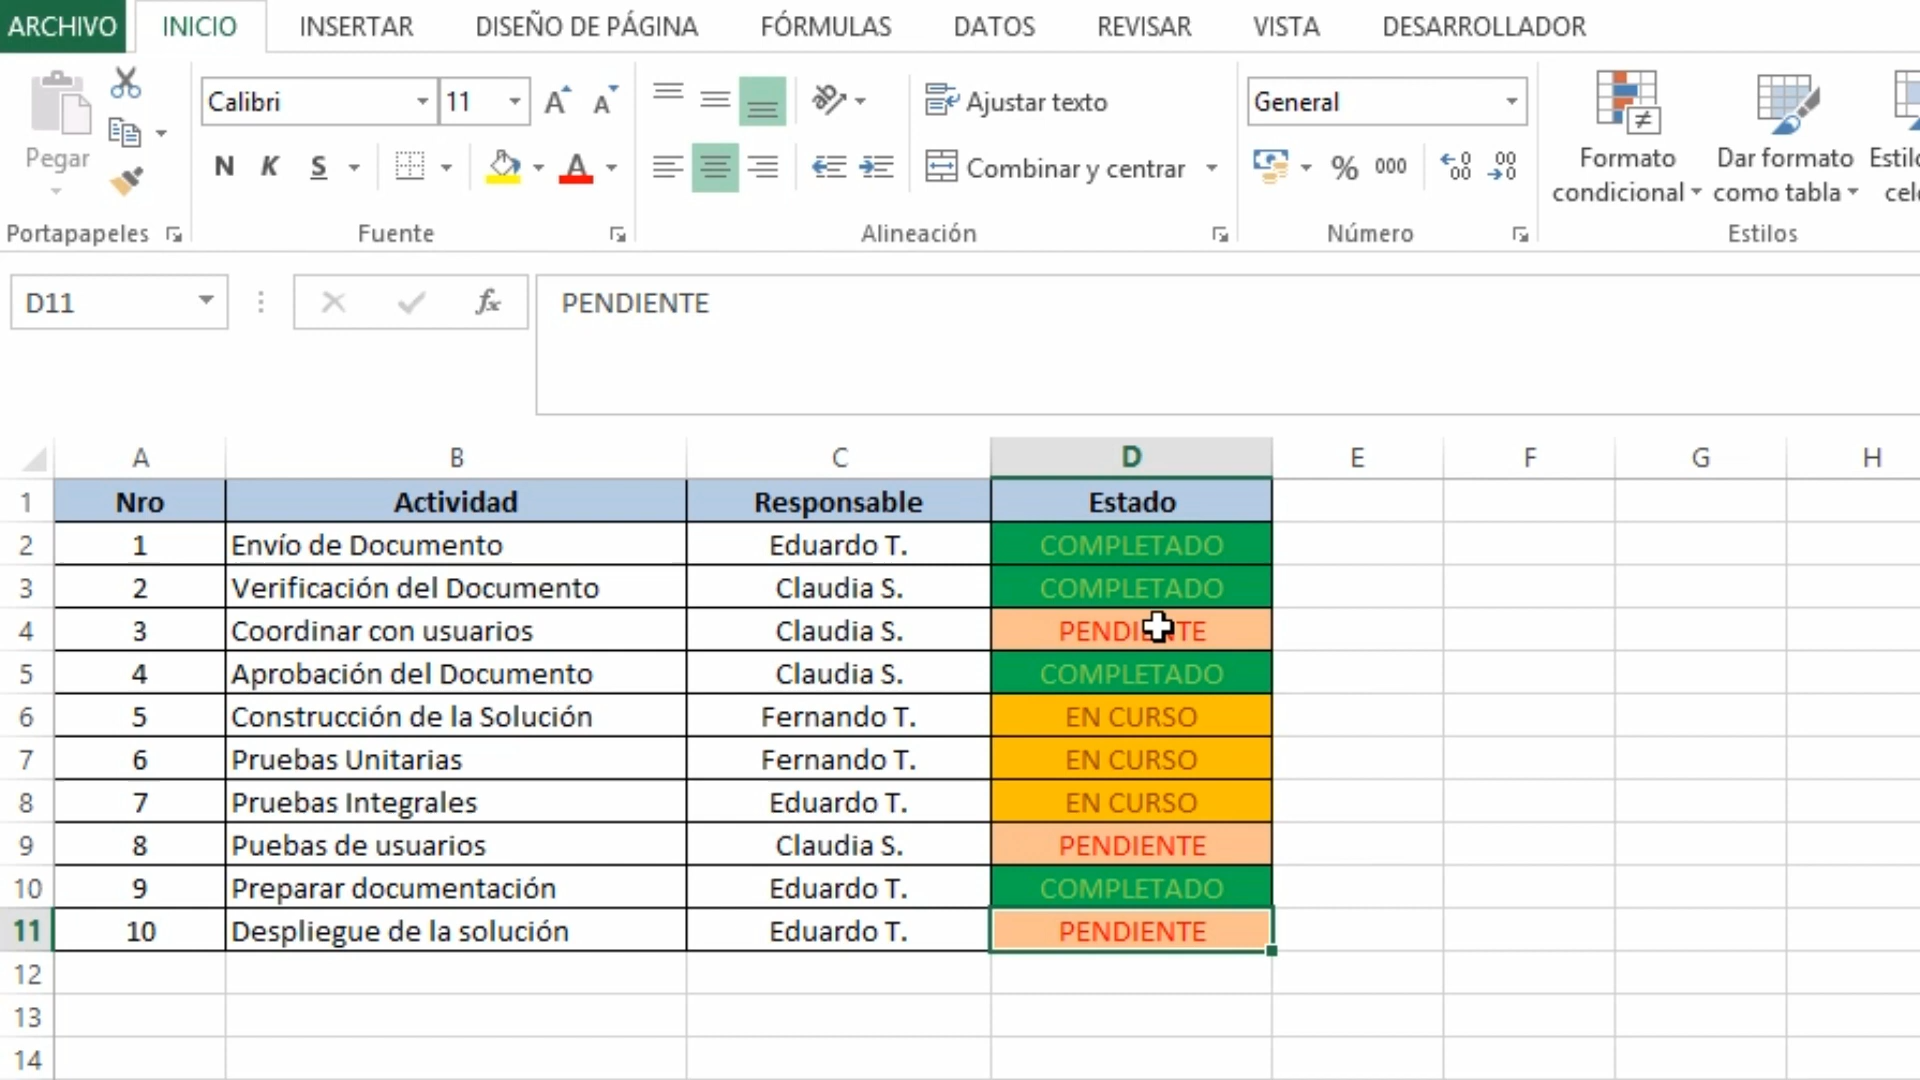 ARCHIVO INICIO INSERTAR DISEÑO DE PÁGINA FÓRMULAS DATOS REVISAR VISTA DESARROLLADOR
Calibri 11 Ajustar texto General
Pegar N K S A Combinar y centrar % 000 Formato condicional Dar formato como tabla
Portapapeles Fuente Alineación Número Estilos
D11 fx PENDIENTE
A B C D E F G H
1 Nro Actividad Responsable Estado
2 1 Envío de Documento Eduardo T. COMPLETADO
3 2 Verificación del Documento Claudia S. COMPLETADO
4 3 Coordinar con usuarios Claudia S. PENDIENTE
5 4 Aprobación del Documento Claudia S. COMPLETADO
6 5 Construcción de la Solución Fernando T. EN CURSO
7 6 Pruebas Unitarias Fernando T. EN CURSO
8 7 Pruebas Integrales Eduardo T. EN CURSO
9 8 Puebas de usuarios Claudia S. PENDIENTE
10 9 Preparar documentación Eduardo T. COMPLETADO
11 10 Despliegue de la solución Eduardo T. PENDIENTE
12
13
14